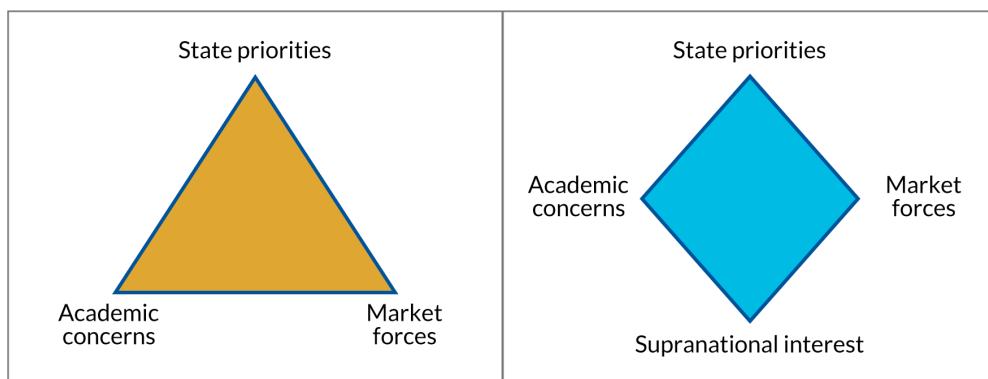 State priorities
Academic
concerns
Market
forces
State priorities
Academic
concerns
Market
forces
Supranational interest